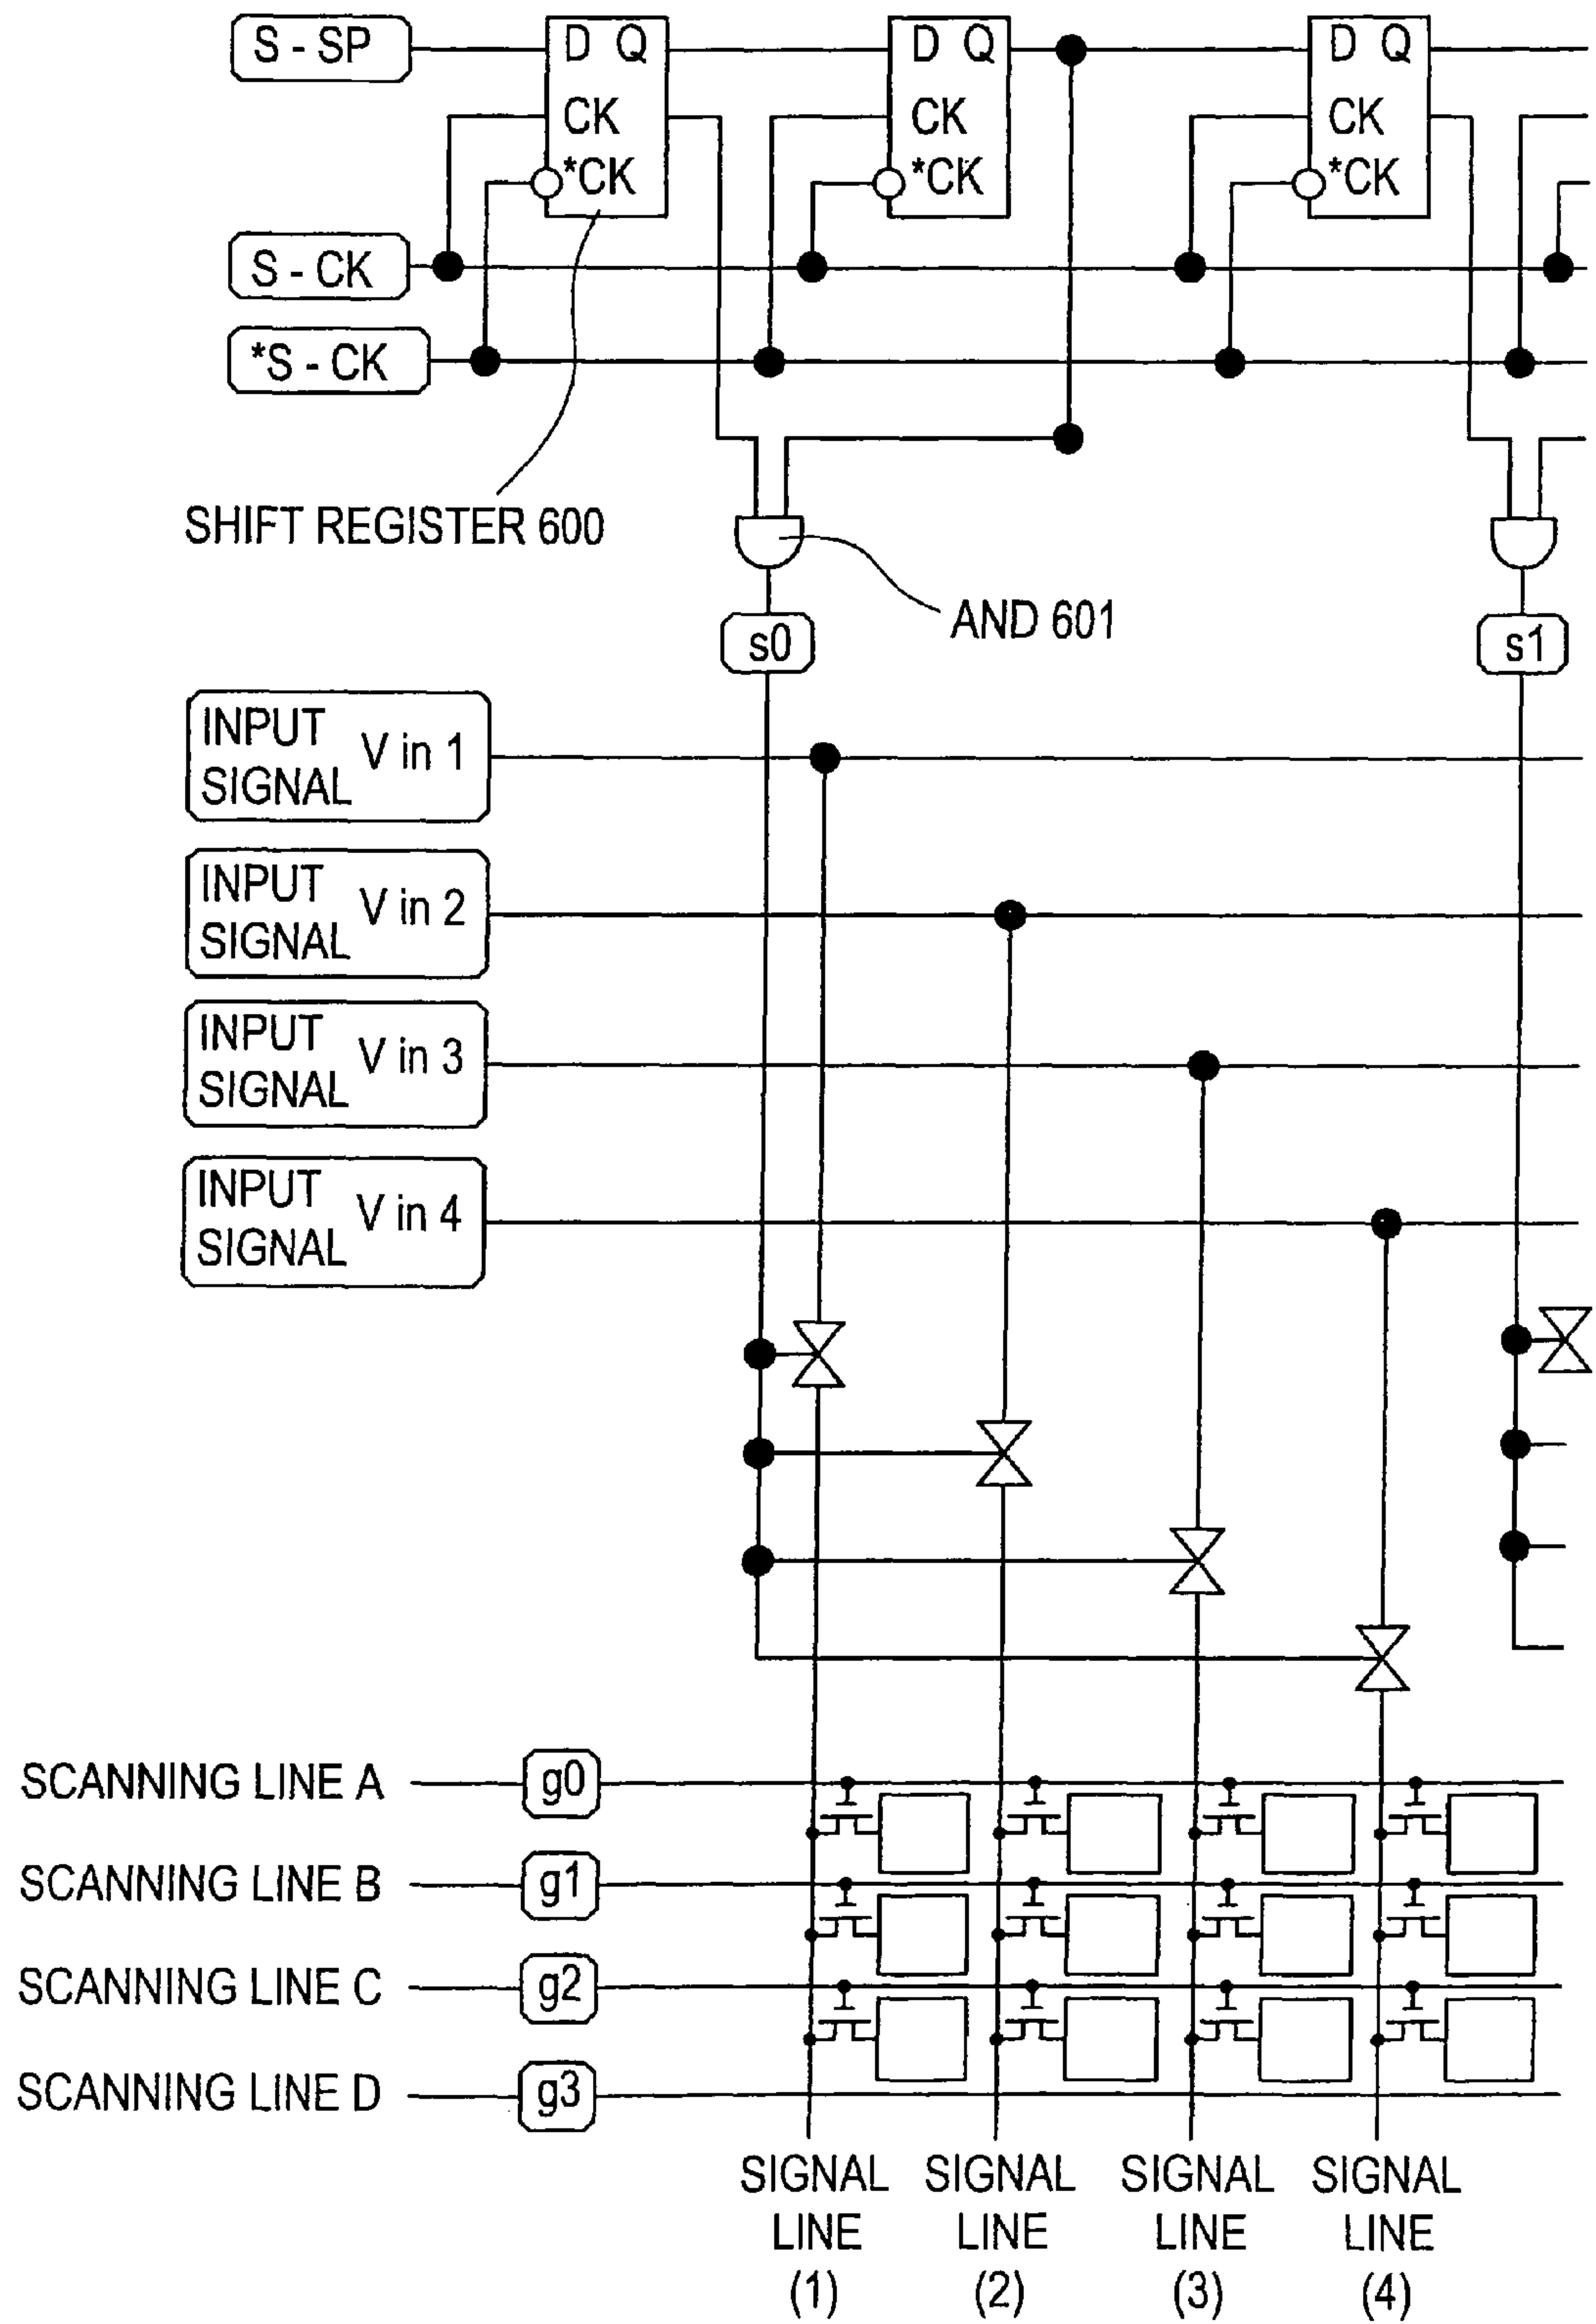 S - SP
D Q
CK
*CK
D Q
CK
*CK
D Q
CK
*CK
S - CK
*S - CK
SHIFT REGISTER 600
AND 601
s0
s1
INPUT
SIGNAL
V in 1
INPUT
SIGNAL
V in 2
INPUT
SIGNAL
V in 3
INPUT
SIGNAL
V in 4
SCANNING LINE A
g0
SCANNING LINE B
g1
SCANNING LINE C
g2
SCANNING LINE D
g3
SIGNAL
LINE
(1)
SIGNAL
LINE
(2)
SIGNAL
LINE
(3)
SIGNAL
LINE
(4)